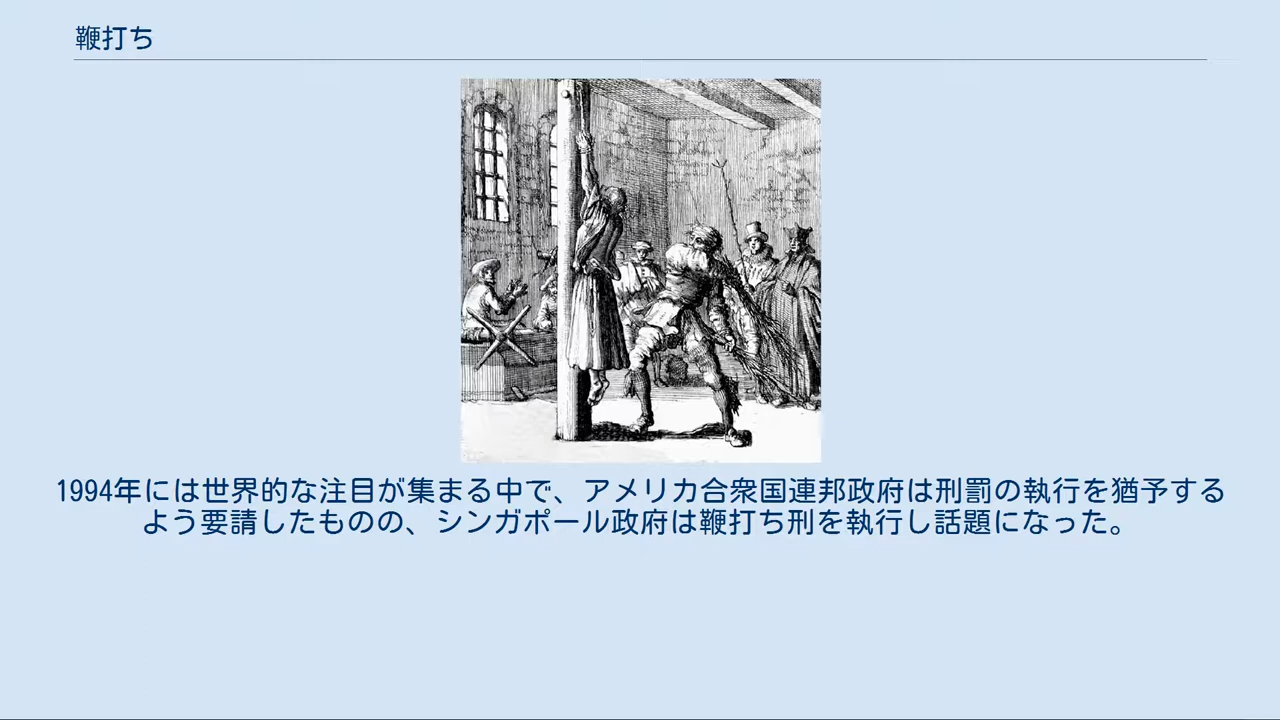 鞭打ち
1994年には世界的な注目が集まる中で、アメリカ合衆国連邦政府は刑罰の執行を猶予する
よう要請したものの、シンガポール政府は鞭打ち刑を執行し話題になった。